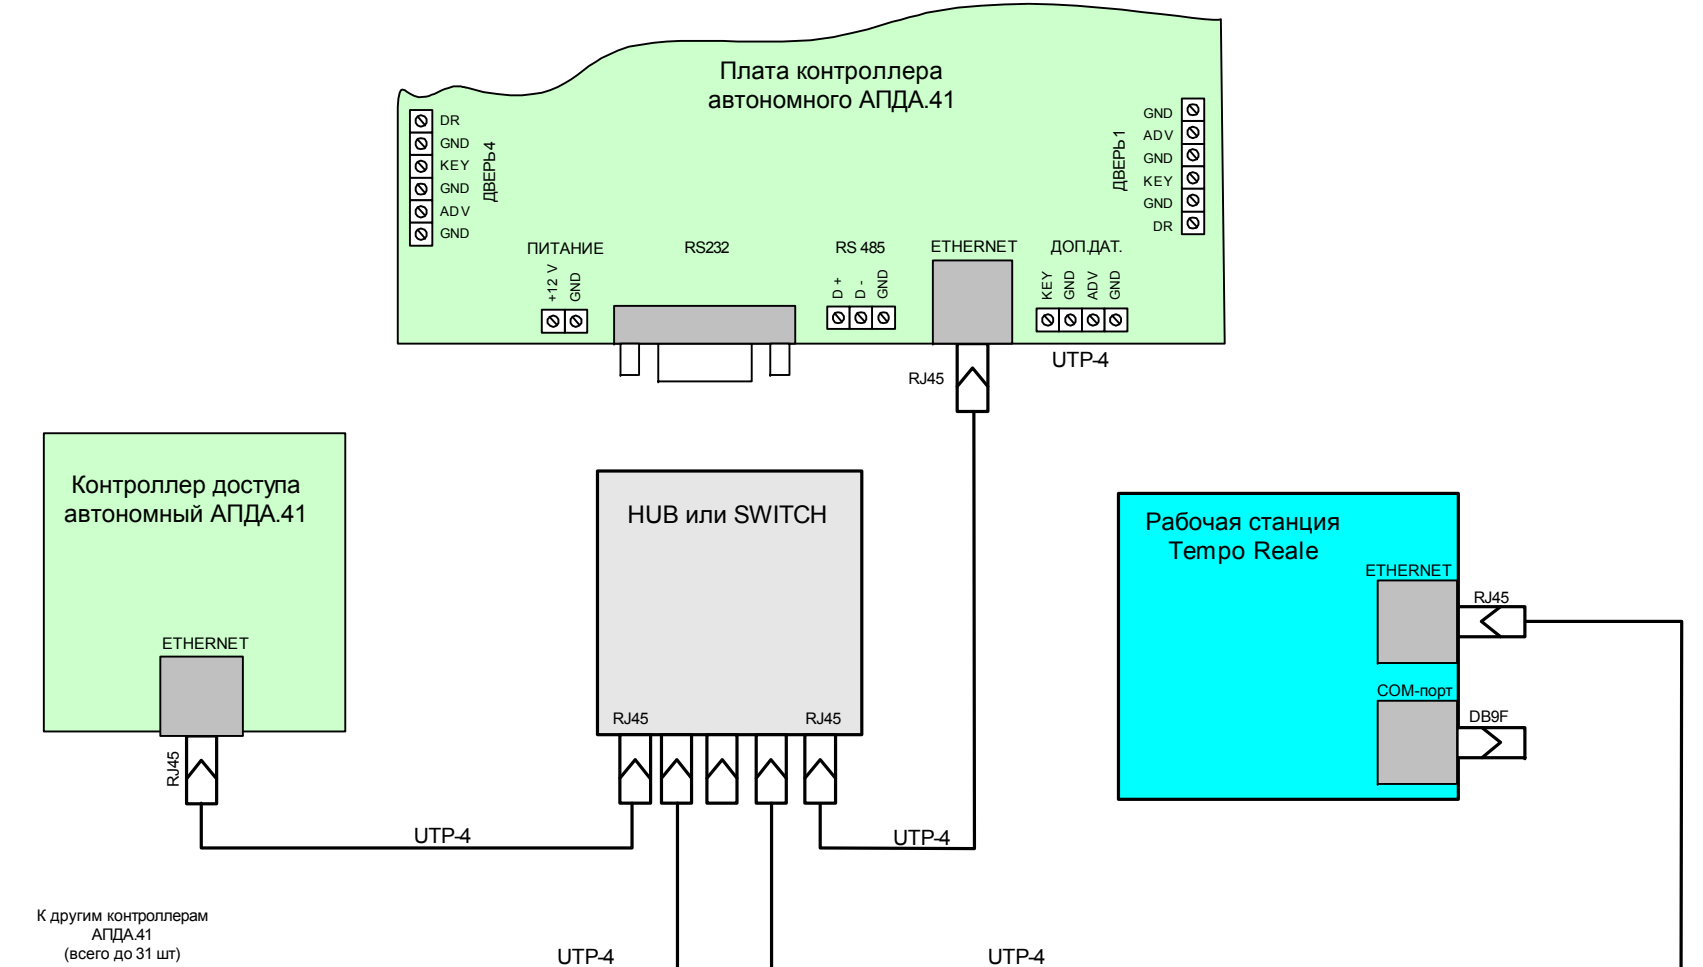 Плата контроллера
автономного АПДА.41
DR
GND
KEY
GND
ADV
GND
ДВЕРЬ4
GND
ADV
GND
KEY
GND
DR
ДВЕРЬ1
ПИТАНИЕ
+12 V
GND
RS232
RS 485
D +
D -
GND
ETHERNET
ДОП.ДАТ.
KEY
GND
ADV
GND
UTP-4
RJ45
Контроллер доступа
автономный АПДА.41
ETHERNET
RJ45
HUB или SWITCH
RJ45
RJ45
Рабочая станция
Tempo Reale
ETHERNET
RJ45
COM-порт
DB9F
UTP-4
UTP-4
К другим контроллерам
АПДА.41
(всего до 31 шт)
UTP-4
UTP-4